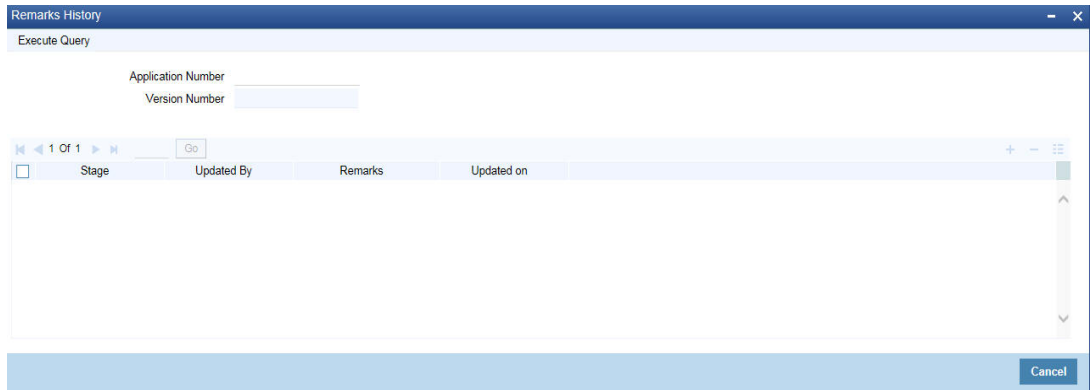 Remarks History
Execute Query
Application Number
Version Number
1 Of 1 Go
Stage Updated By Remarks Updated on
Cancel